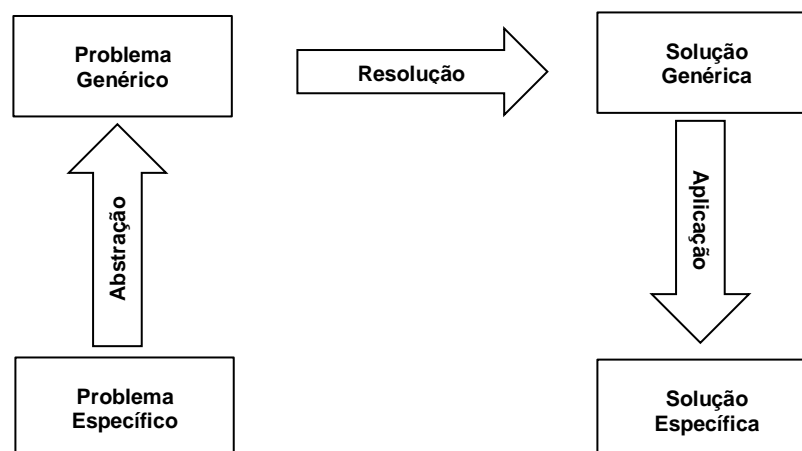 Problema
Genérico
Resolução
Solução
Genérica
Abstração
Aplicação
Problema
Específico
Solução
Específica